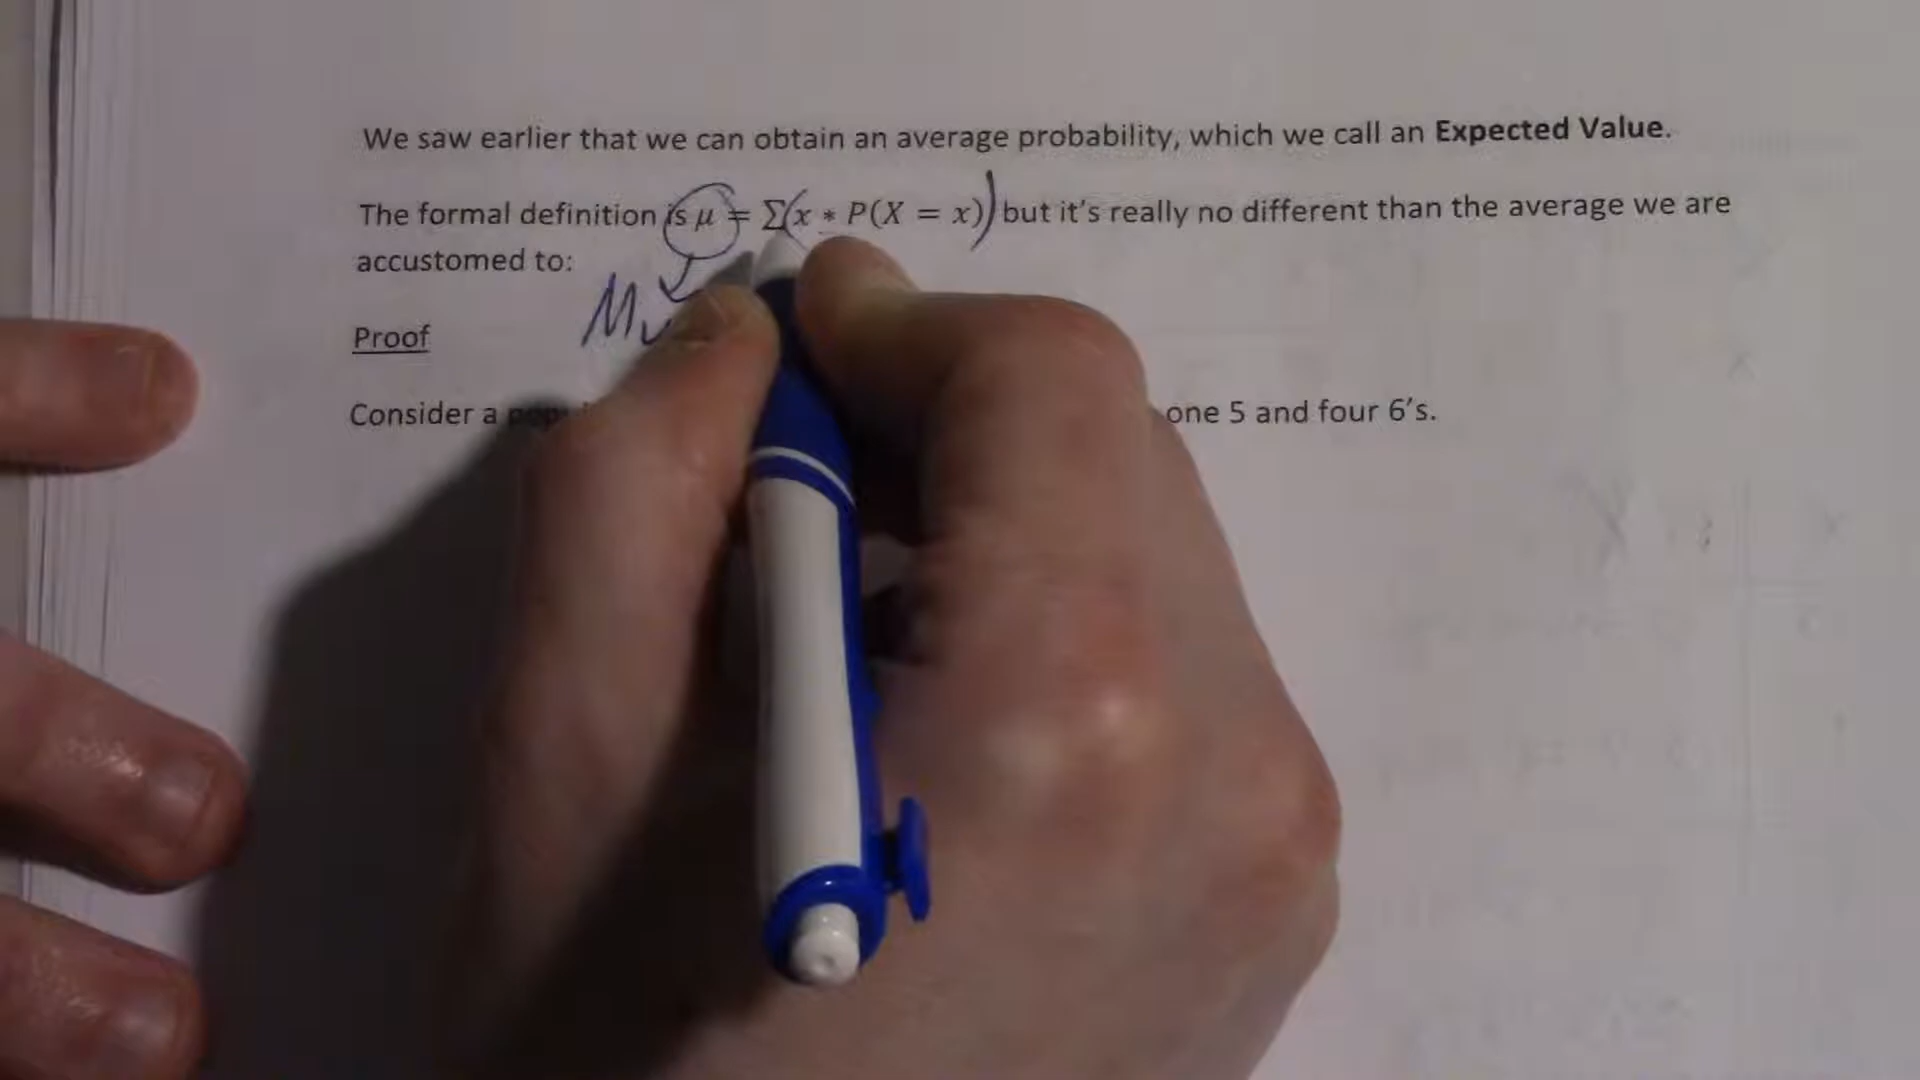 We saw earlier that we can obtain an average probability, which we call an Expected Value.
The formal definition is μ = Σ(x * P(X = x)) but it's really no different than the average we are
accustomed to:
Mu
Proof
Consider a one 5 and four 6's.